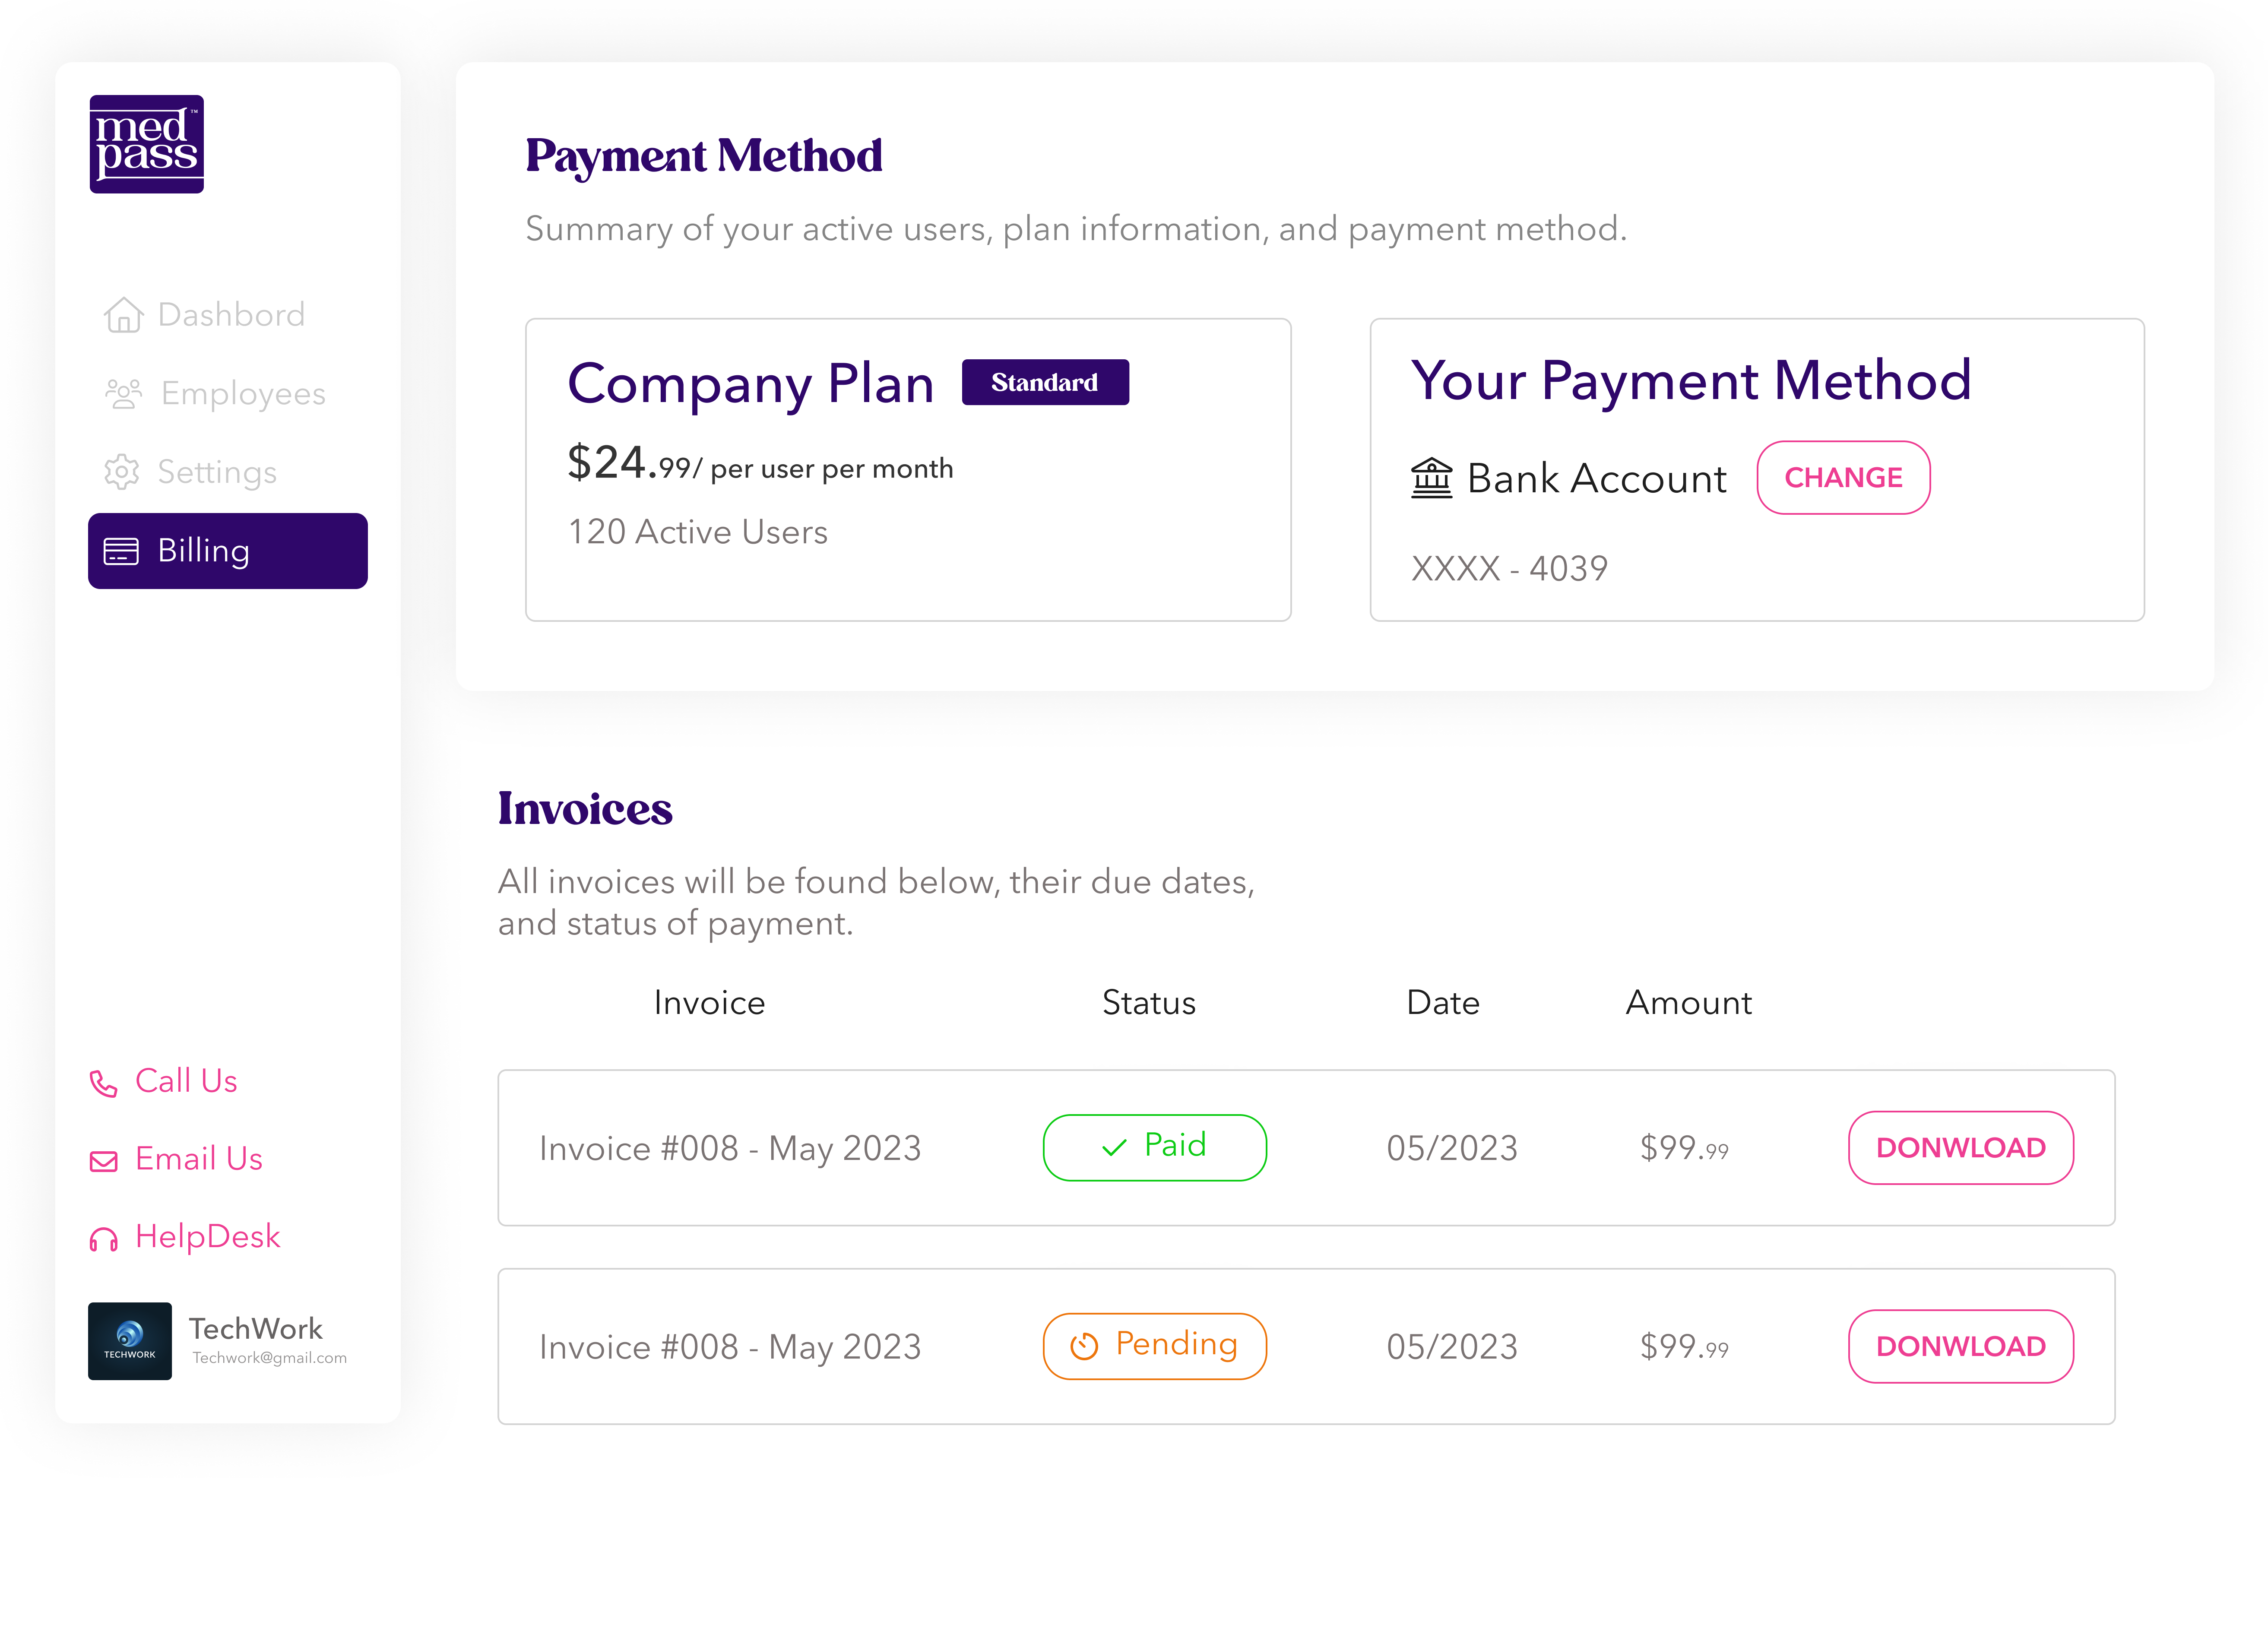 med™
pass
Dashbord
Employees
Settings
Billing
Call Us
Email Us
HelpDesk
TECHWORK
TechWork
Techwork@gmail.com
Payment Method
Summary of your active users, plan information, and payment method.
Company Plan Standard
$24.99/ per user per month
120 Active Users
Your Payment Method
Bank Account CHANGE
XXXX - 4039
Invoices
All invoices will be found below, their due dates,
and status of payment.
Invoice Status Date Amount
Invoice #008 - May 2023 Paid 05/2023 $99.99 DONWLOAD
Invoice #008 - May 2023 Pending 05/2023 $99.99 DONWLOAD